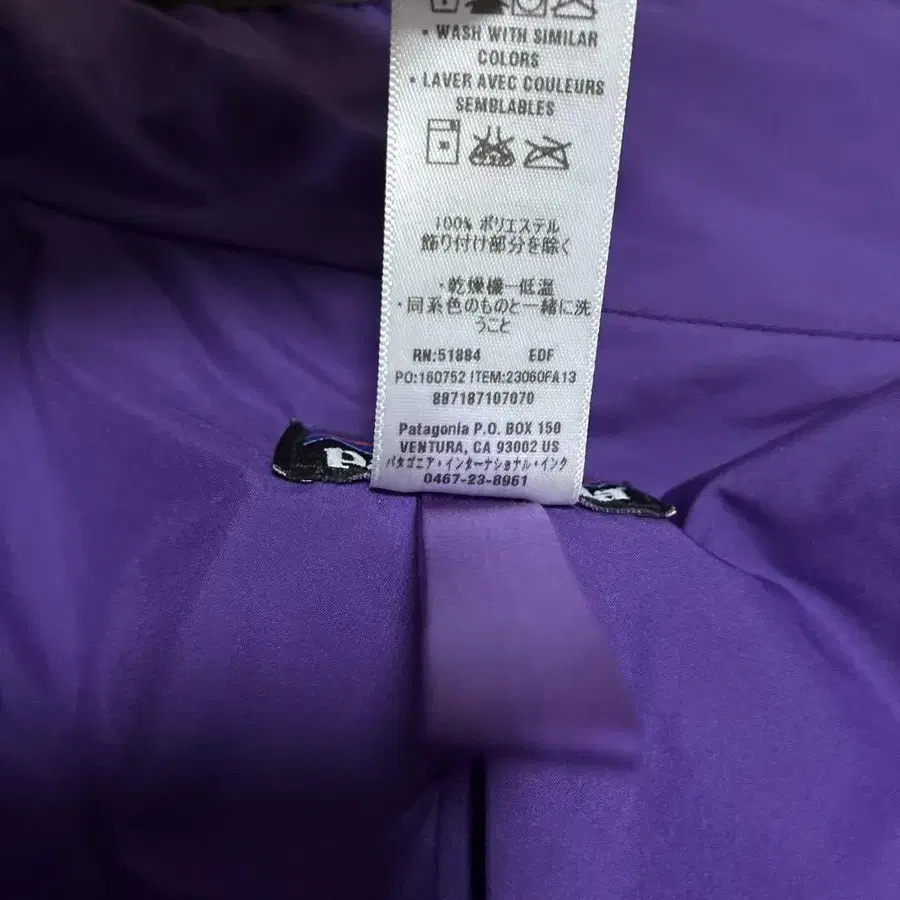 • WASH WITH SIMILAR
COLORS
• LAVER AVEC COULEURS
SEMBLABLES
100% ポリエステル
飾り付け部分を除く
・乾燥機ー低温
・同系色のものと一緒に洗
うこと
RN:51884 EDF
PO:160752 ITEM:23060FA13
887187107070
Patagonia P.O. BOX 150
VENTURA, CA 93002 US
パタゴニア・インターナショナル・インク
0467-23-8961